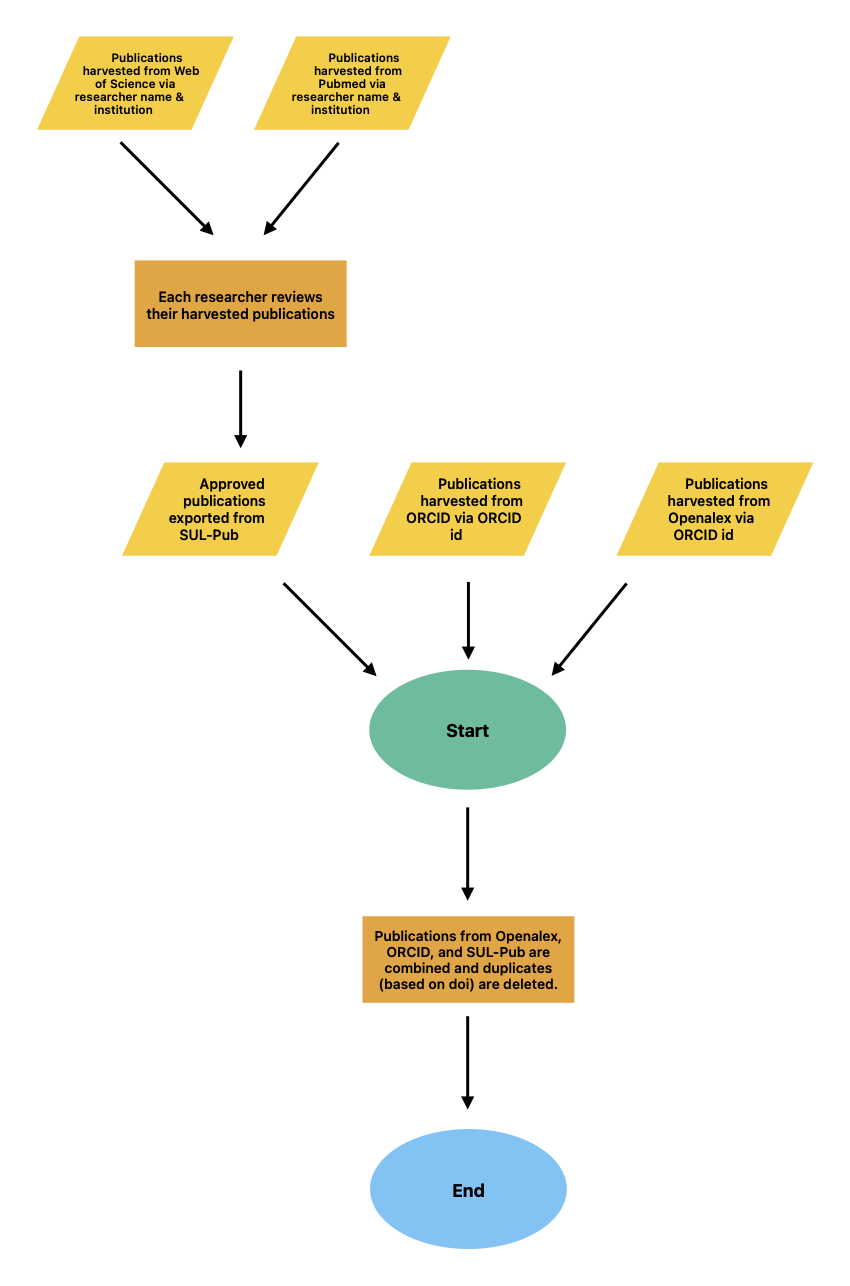 Publications
harvested from Web
of Science via
researcher name &
institution
Publications
harvested from
Pubmed via
researcher name &
institution
Each researcher reviews
their harvested publications
Approved
publications
exported from
SUL-Pub
Publications
harvested from
ORCID via ORCID
id
Publications
harvested from
Openalex via
ORCID id
Start
Publications from Openalex,
ORCID, and SUL-Pub are
combined and duplicates
(based on doi) are deleted.
End